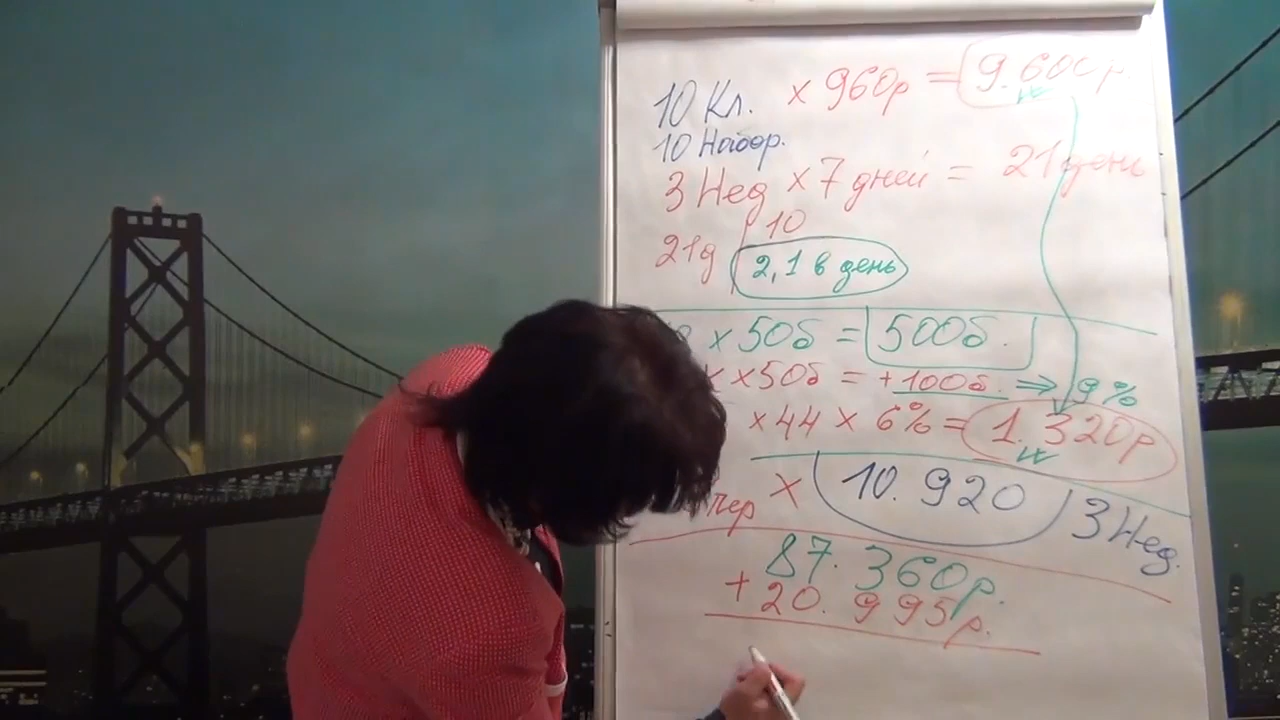 10 Кл. × 960р = 9.600р.
10 Набор.
3 Нед × 7 дней = 21 день
21д 10
2,1 в день
× 50б = 500б.
× 50б = +100б. ⇒ 9%
× 44 × 6% = 1.320р
× 10.920 3 Нед.
87.360р.
+ 20.995р.